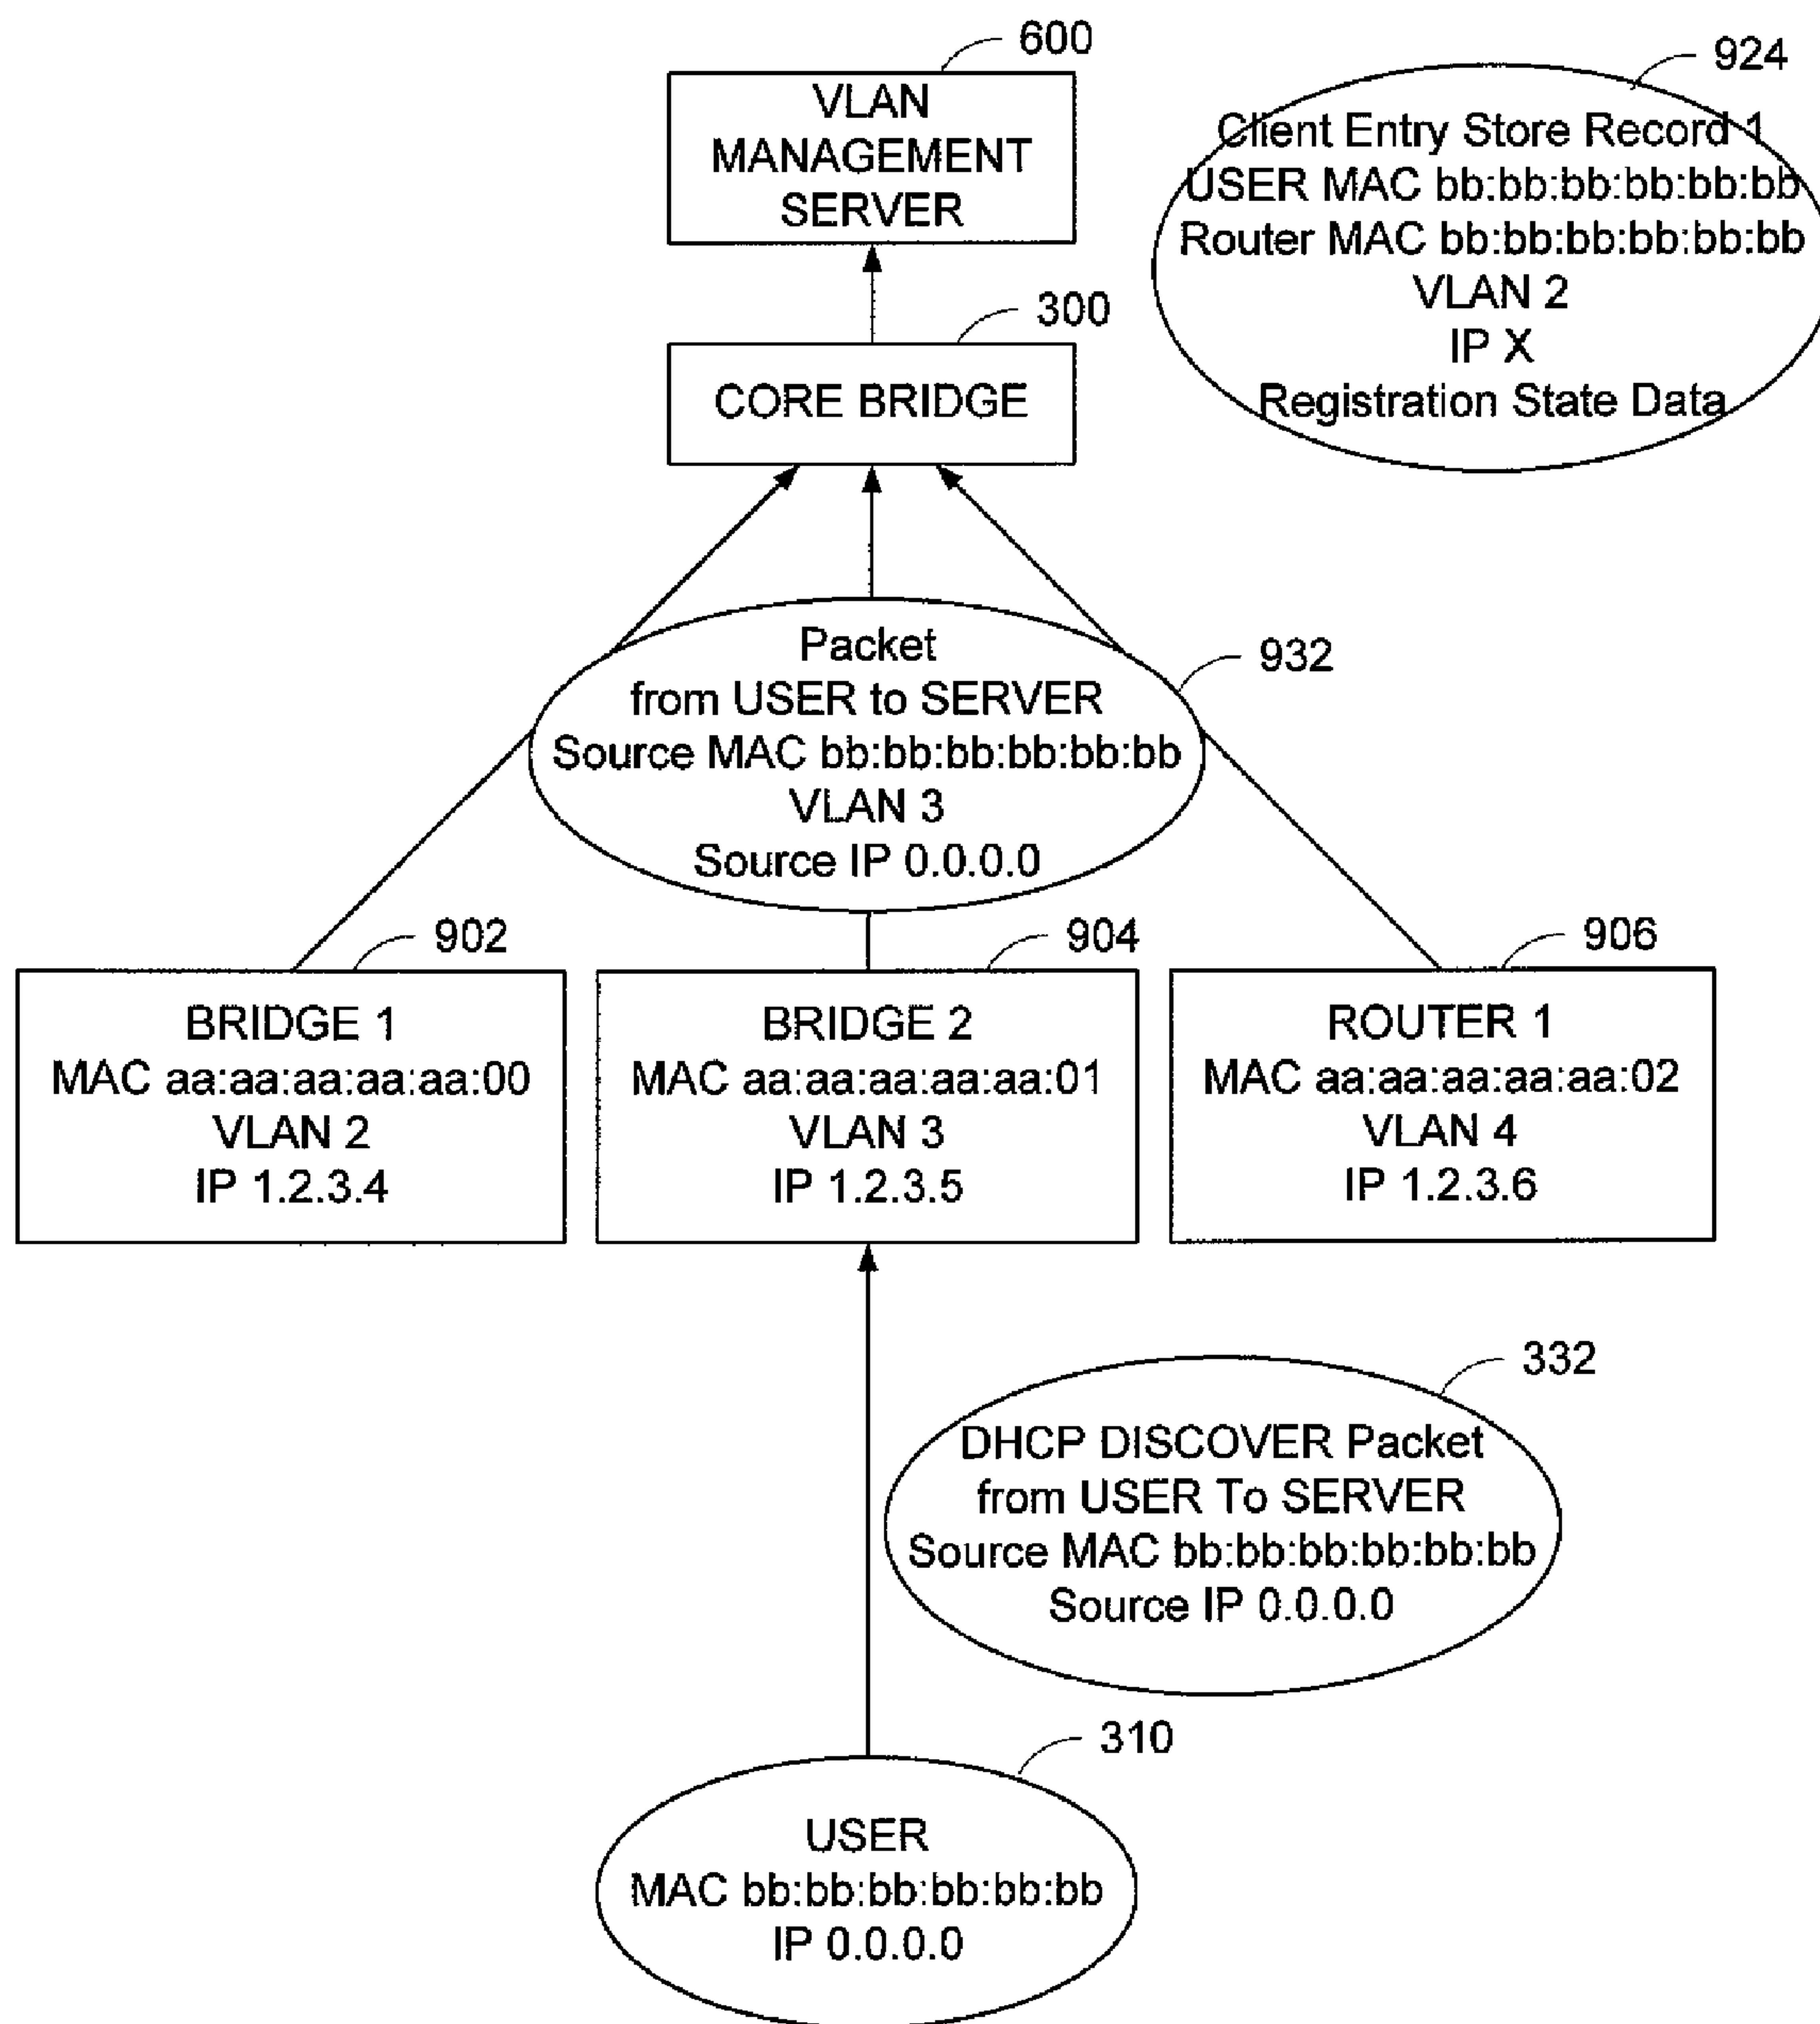 600
VLAN
MANAGEMENT
SERVER
924
Client Entry Store Record 1
USER MAC bb:bb:bb:bb:bb:bb
Router MAC bb:bb:bb:bb:bb:bb
VLAN 2
IP X
Registration State Data
300
CORE BRIDGE
932
Packet
from USER to SERVER
Source MAC bb:bb:bb:bb:bb:bb
VLAN 3
Source IP 0.0.0.0
902
BRIDGE 1
MAC aa:aa:aa:aa:aa:00
VLAN 2
IP 1.2.3.4
904
BRIDGE 2
MAC aa:aa:aa:aa:aa:01
VLAN 3
IP 1.2.3.5
906
ROUTER 1
MAC aa:aa:aa:aa:aa:02
VLAN 4
IP 1.2.3.6
332
DHCP DISCOVER Packet
from USER To SERVER
Source MAC bb:bb:bb:bb:bb:bb
Source IP 0.0.0.0
310
USER
MAC bb:bb:bb:bb:bb:bb
IP 0.0.0.0